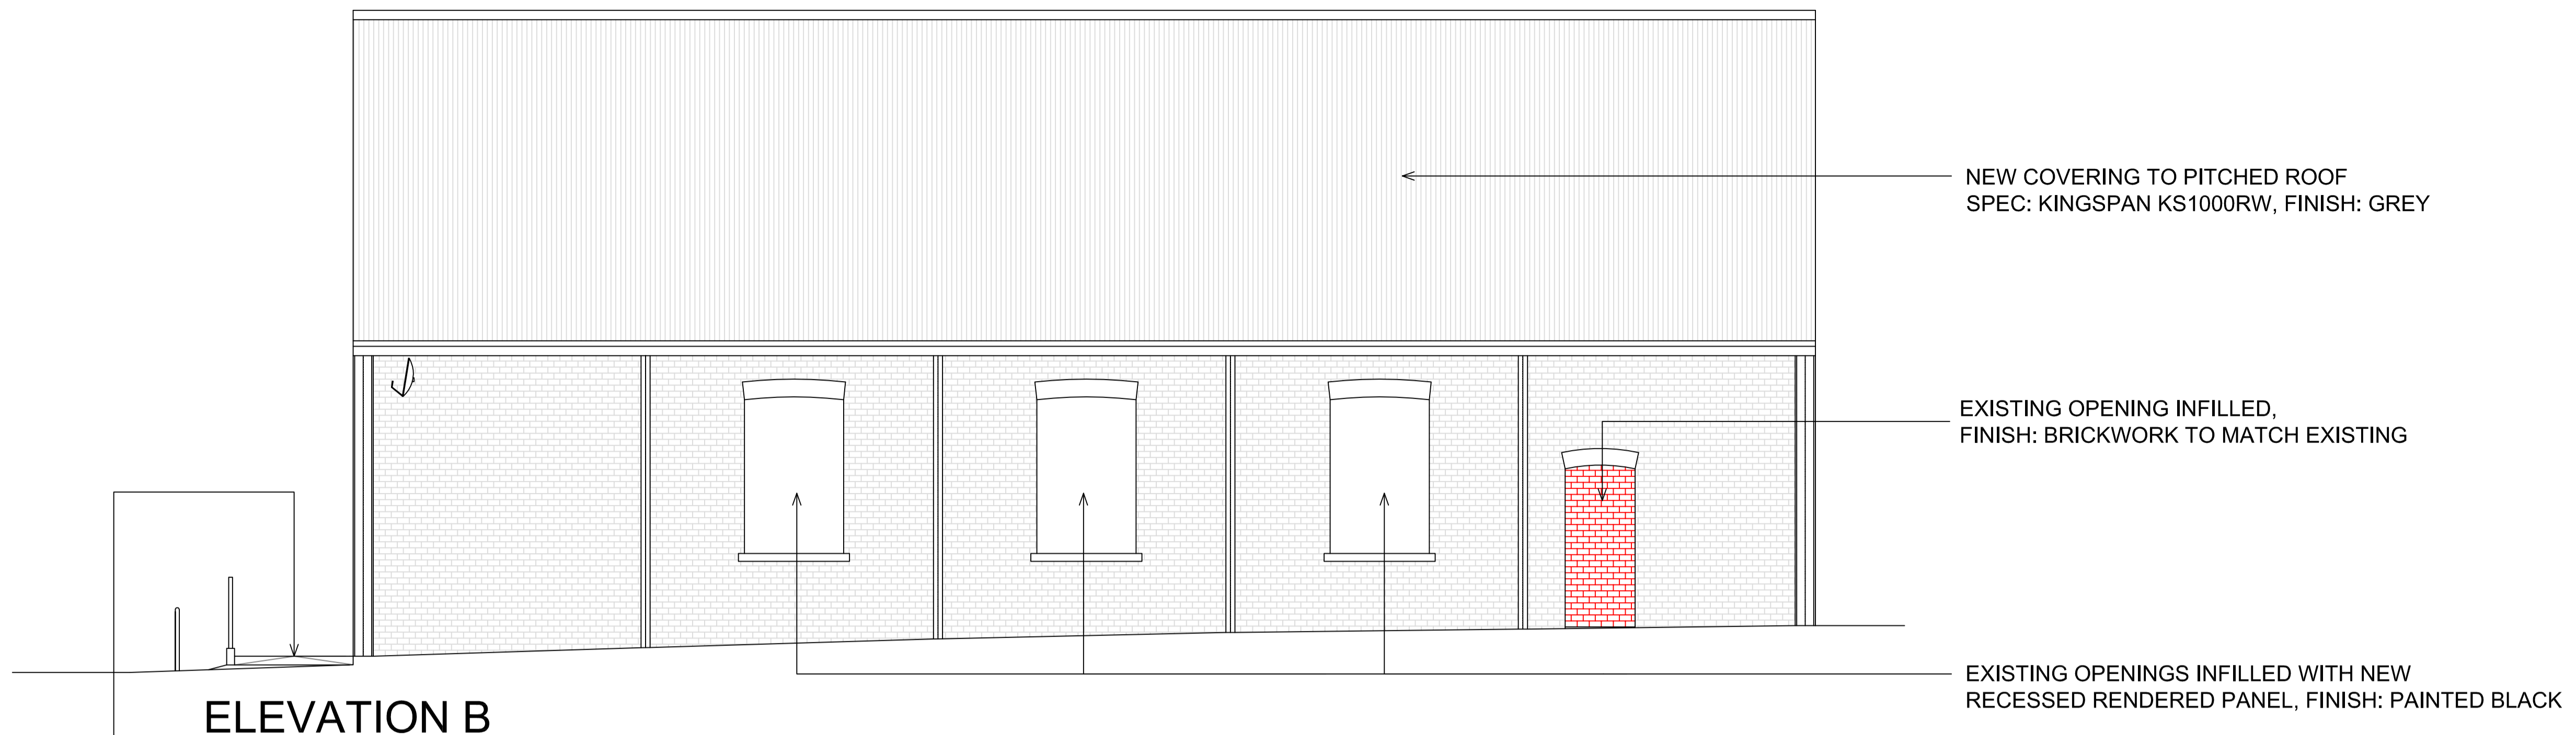 NEW COVERING TO PITCHED ROOF
SPEC: KINGSPAN KS1000RW, FINISH: GREY
EXISTING OPENING INFILLED,
FINISH: BRICKWORK TO MATCH EXISTING
EXISTING OPENINGS INFILLED WITH NEW
RECESSED RENDERED PANEL, FINISH: PAINTED BLACK
ELEVATION B